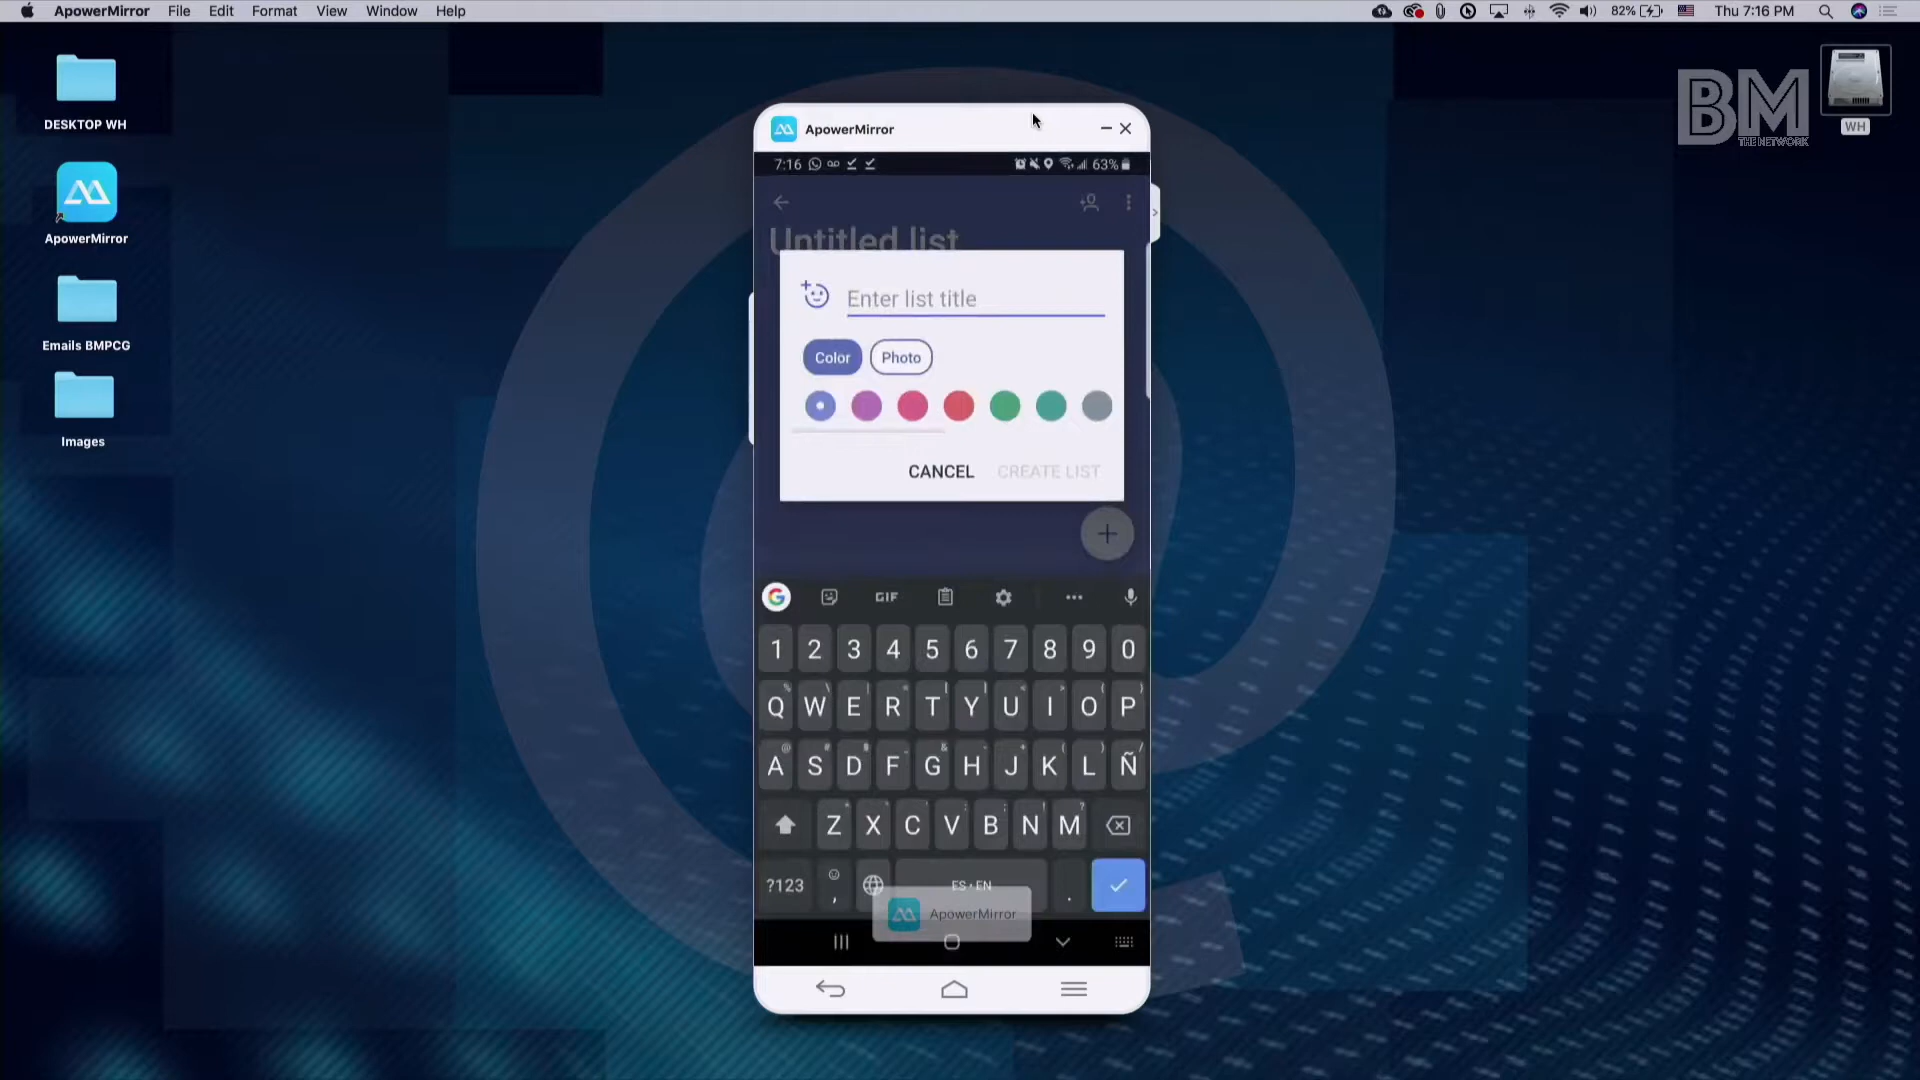 ApowerMirror File Edit Format View Window Help 82% Thu 7:16 PM
DESKTOP WH
ApowerMirror
Emails BMPCG
Images
BM
THE NETWORK
WH
ApowerMirror
7:16 63%
Untitled list
Enter list title
Color Photo
CANCEL CREATE LIST
G GIF
1 2 3 4 5 6 7 8 9 0
Q W E R T Y U I O P
A S D F G H J K L Ñ
Z X C V B N M
?123 , ES • EN .
ApowerMirror